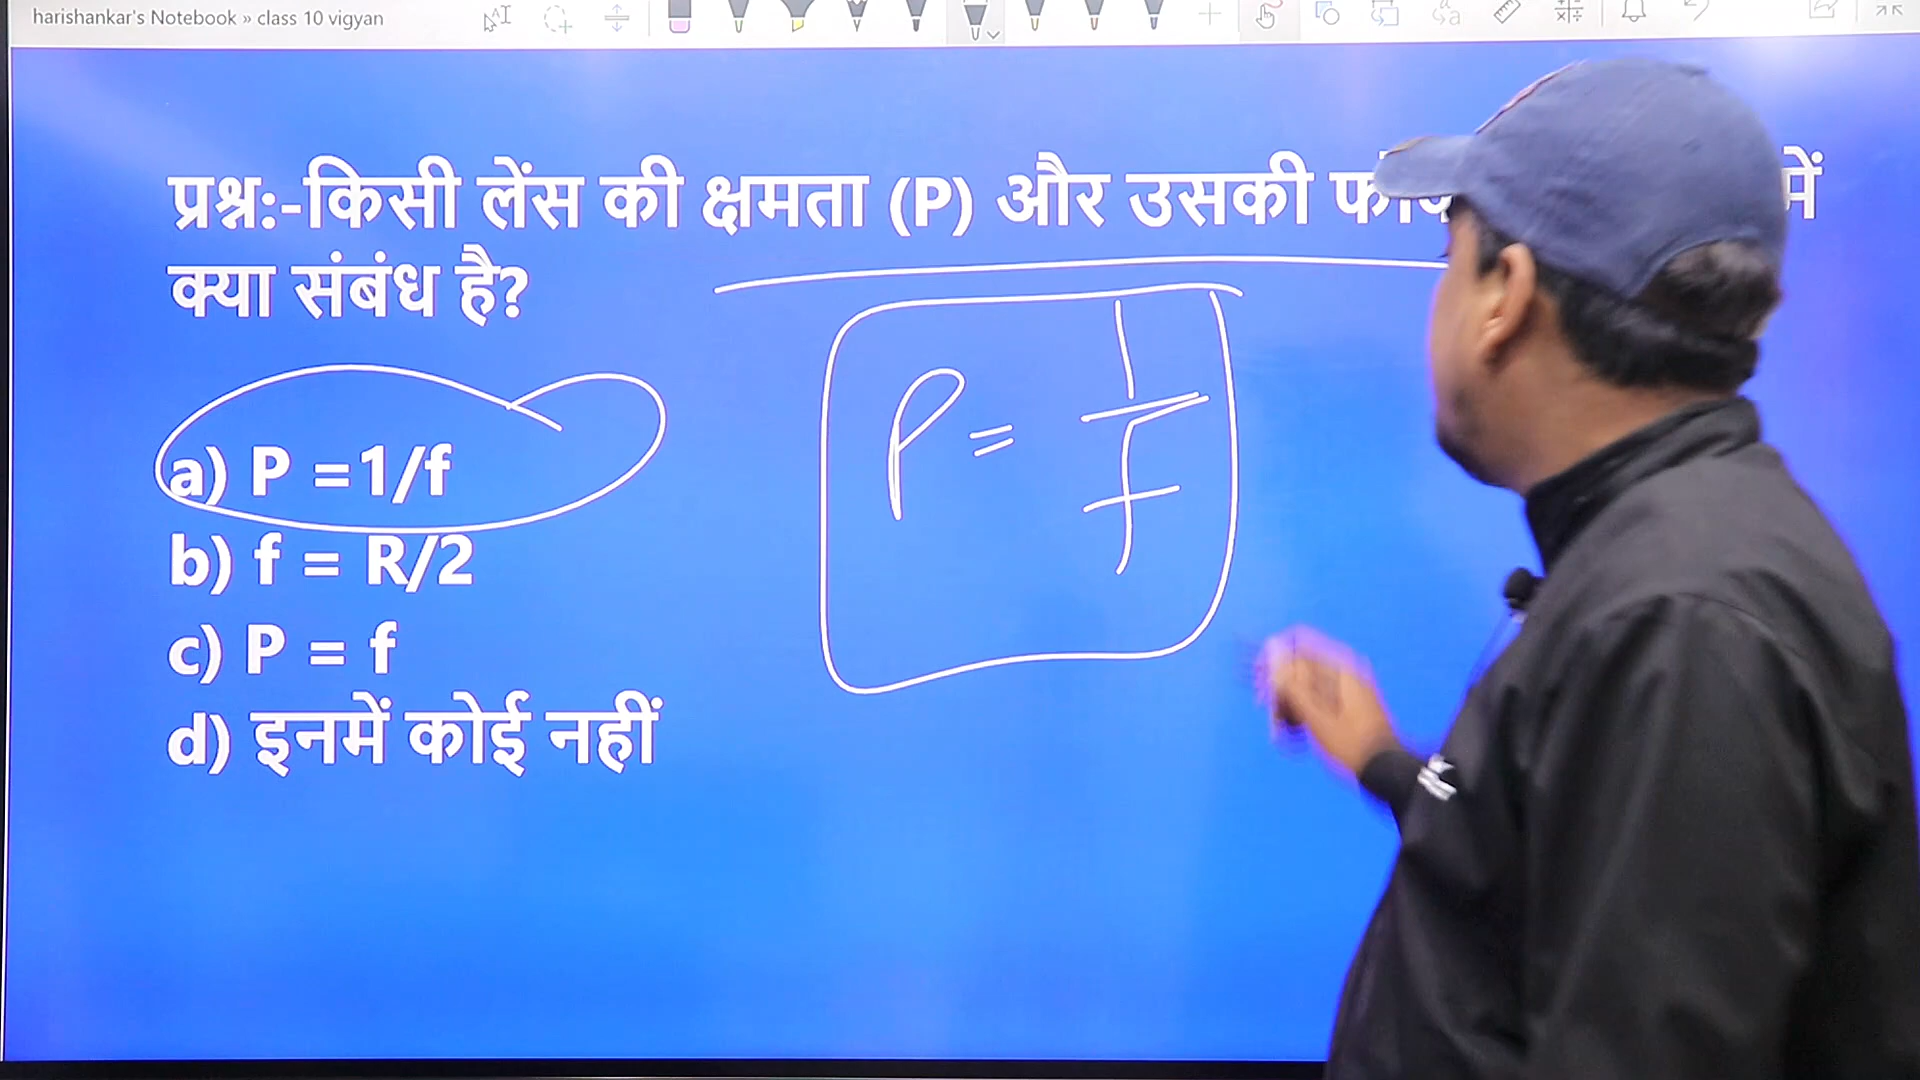 harishankar's Notebook » class 10 vigyan
प्रश्न:-किसी लेंस की क्षमता (P) और उसकी में
क्या संबंध है?
a) P =1/f
b) f = R/2
c) P = f
d) इनमें कोई नहीं
P = 1/f